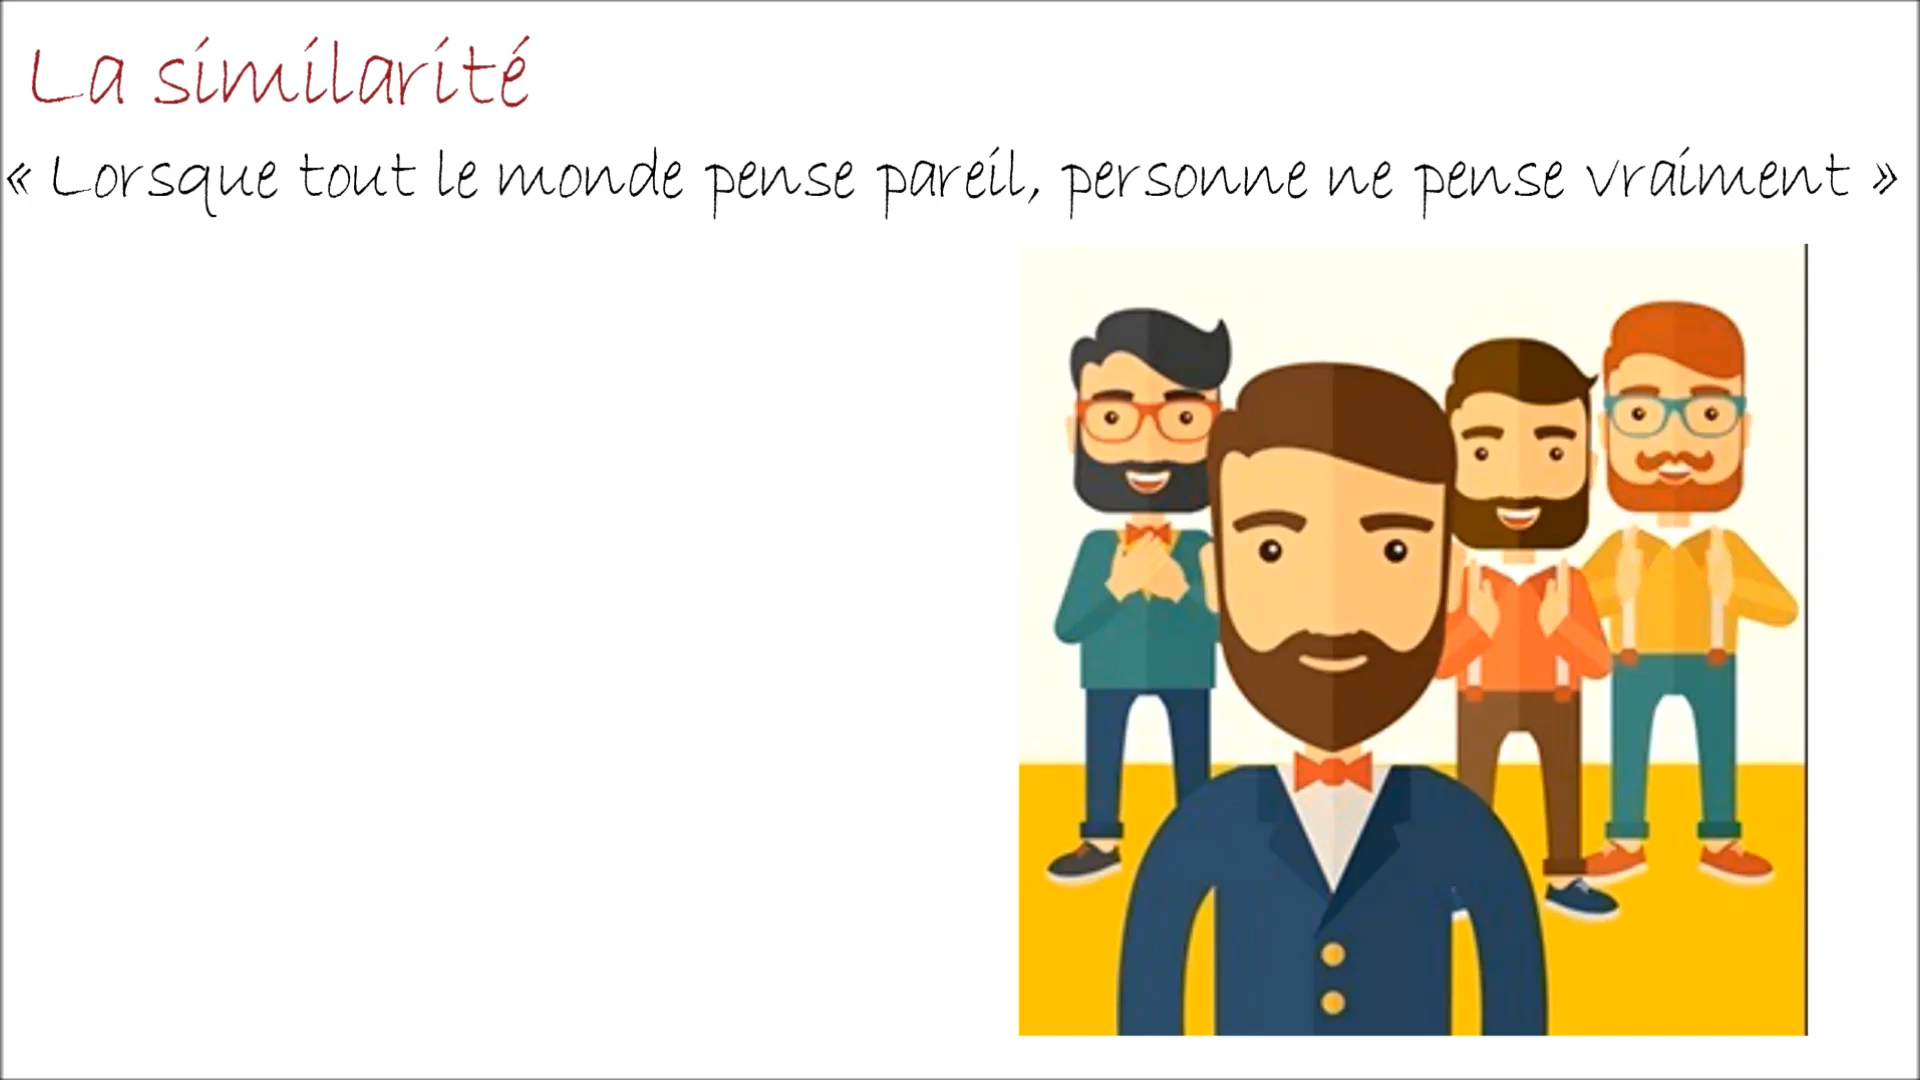 La similarité
« Lorsque tout le monde pense pareil, personne ne pense vraiment »